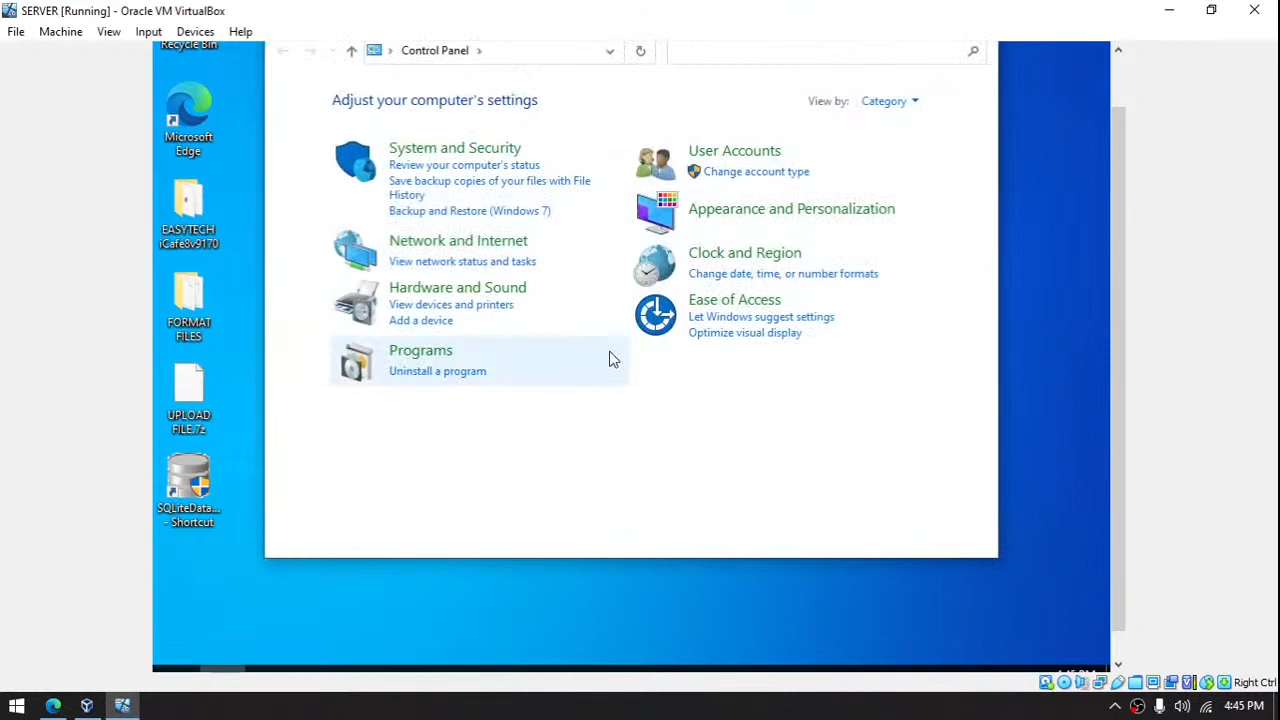 SERVER [Running] - Oracle VM VirtualBox
File Machine View Input Devices Help
Recycle Bin
Control Panel
Adjust your computer's settings
View by: Category
Microsoft
Edge
EASYTECH
iCafe8v9170
FORMAT
FILES
UPLOAD
FILE.7z
SQLiteData...
- Shortcut
System and Security
Review your computer's status
Save backup copies of your files with File
History
Backup and Restore (Windows 7)
Network and Internet
View network status and tasks
Hardware and Sound
View devices and printers
Add a device
Programs
Uninstall a program
User Accounts
Change account type
Appearance and Personalization
Clock and Region
Change date, time, or number formats
Ease of Access
Let Windows suggest settings
Optimize visual display
4:45 PM
Right Ctrl
4:45 PM